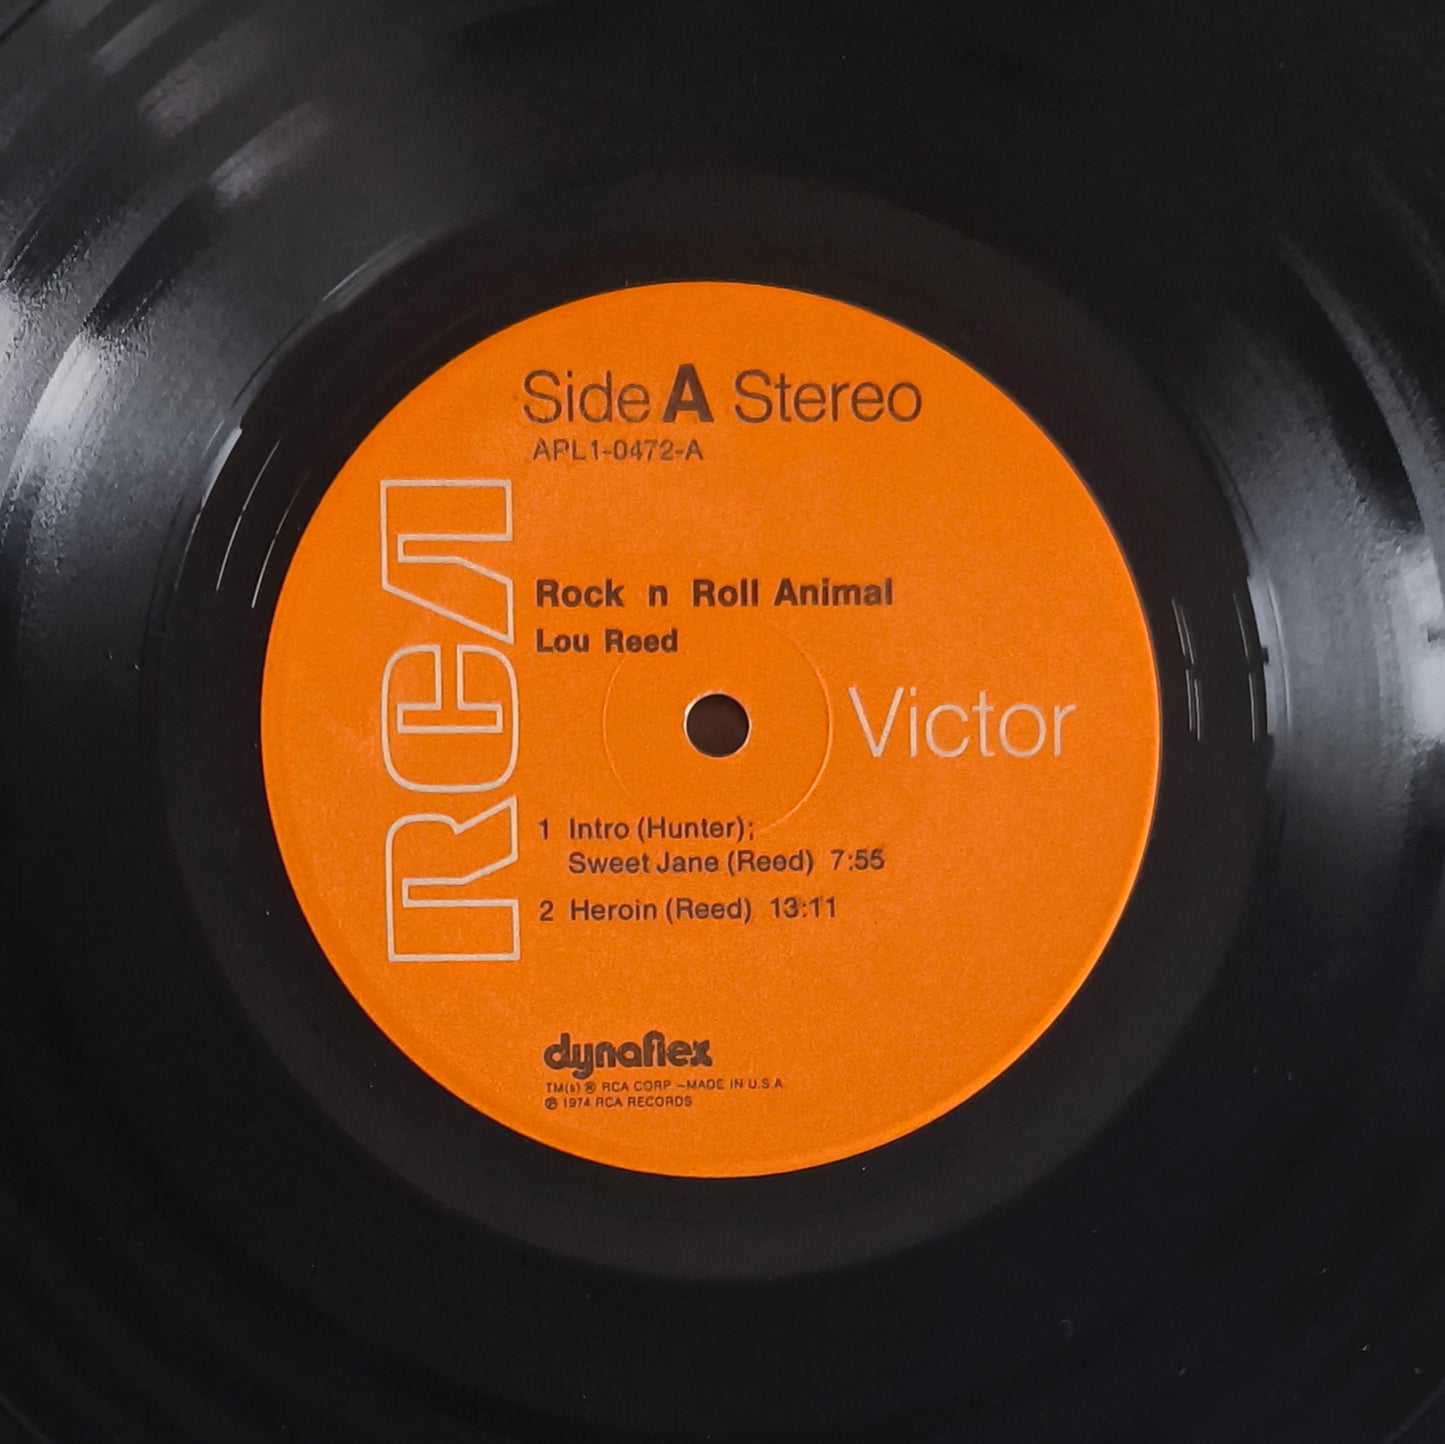 Side A Stereo
APL1-0472-A
RCA
Rock n Roll Animal
Lou Reed
Victor
1 Intro (Hunter);
Sweet Jane (Reed) 7:55
2 Heroin (Reed) 13:11
dynaflex
TM(s) ® RCA CORP.–MADE IN U.S.A.
℗ 1974 RCA RECORDS